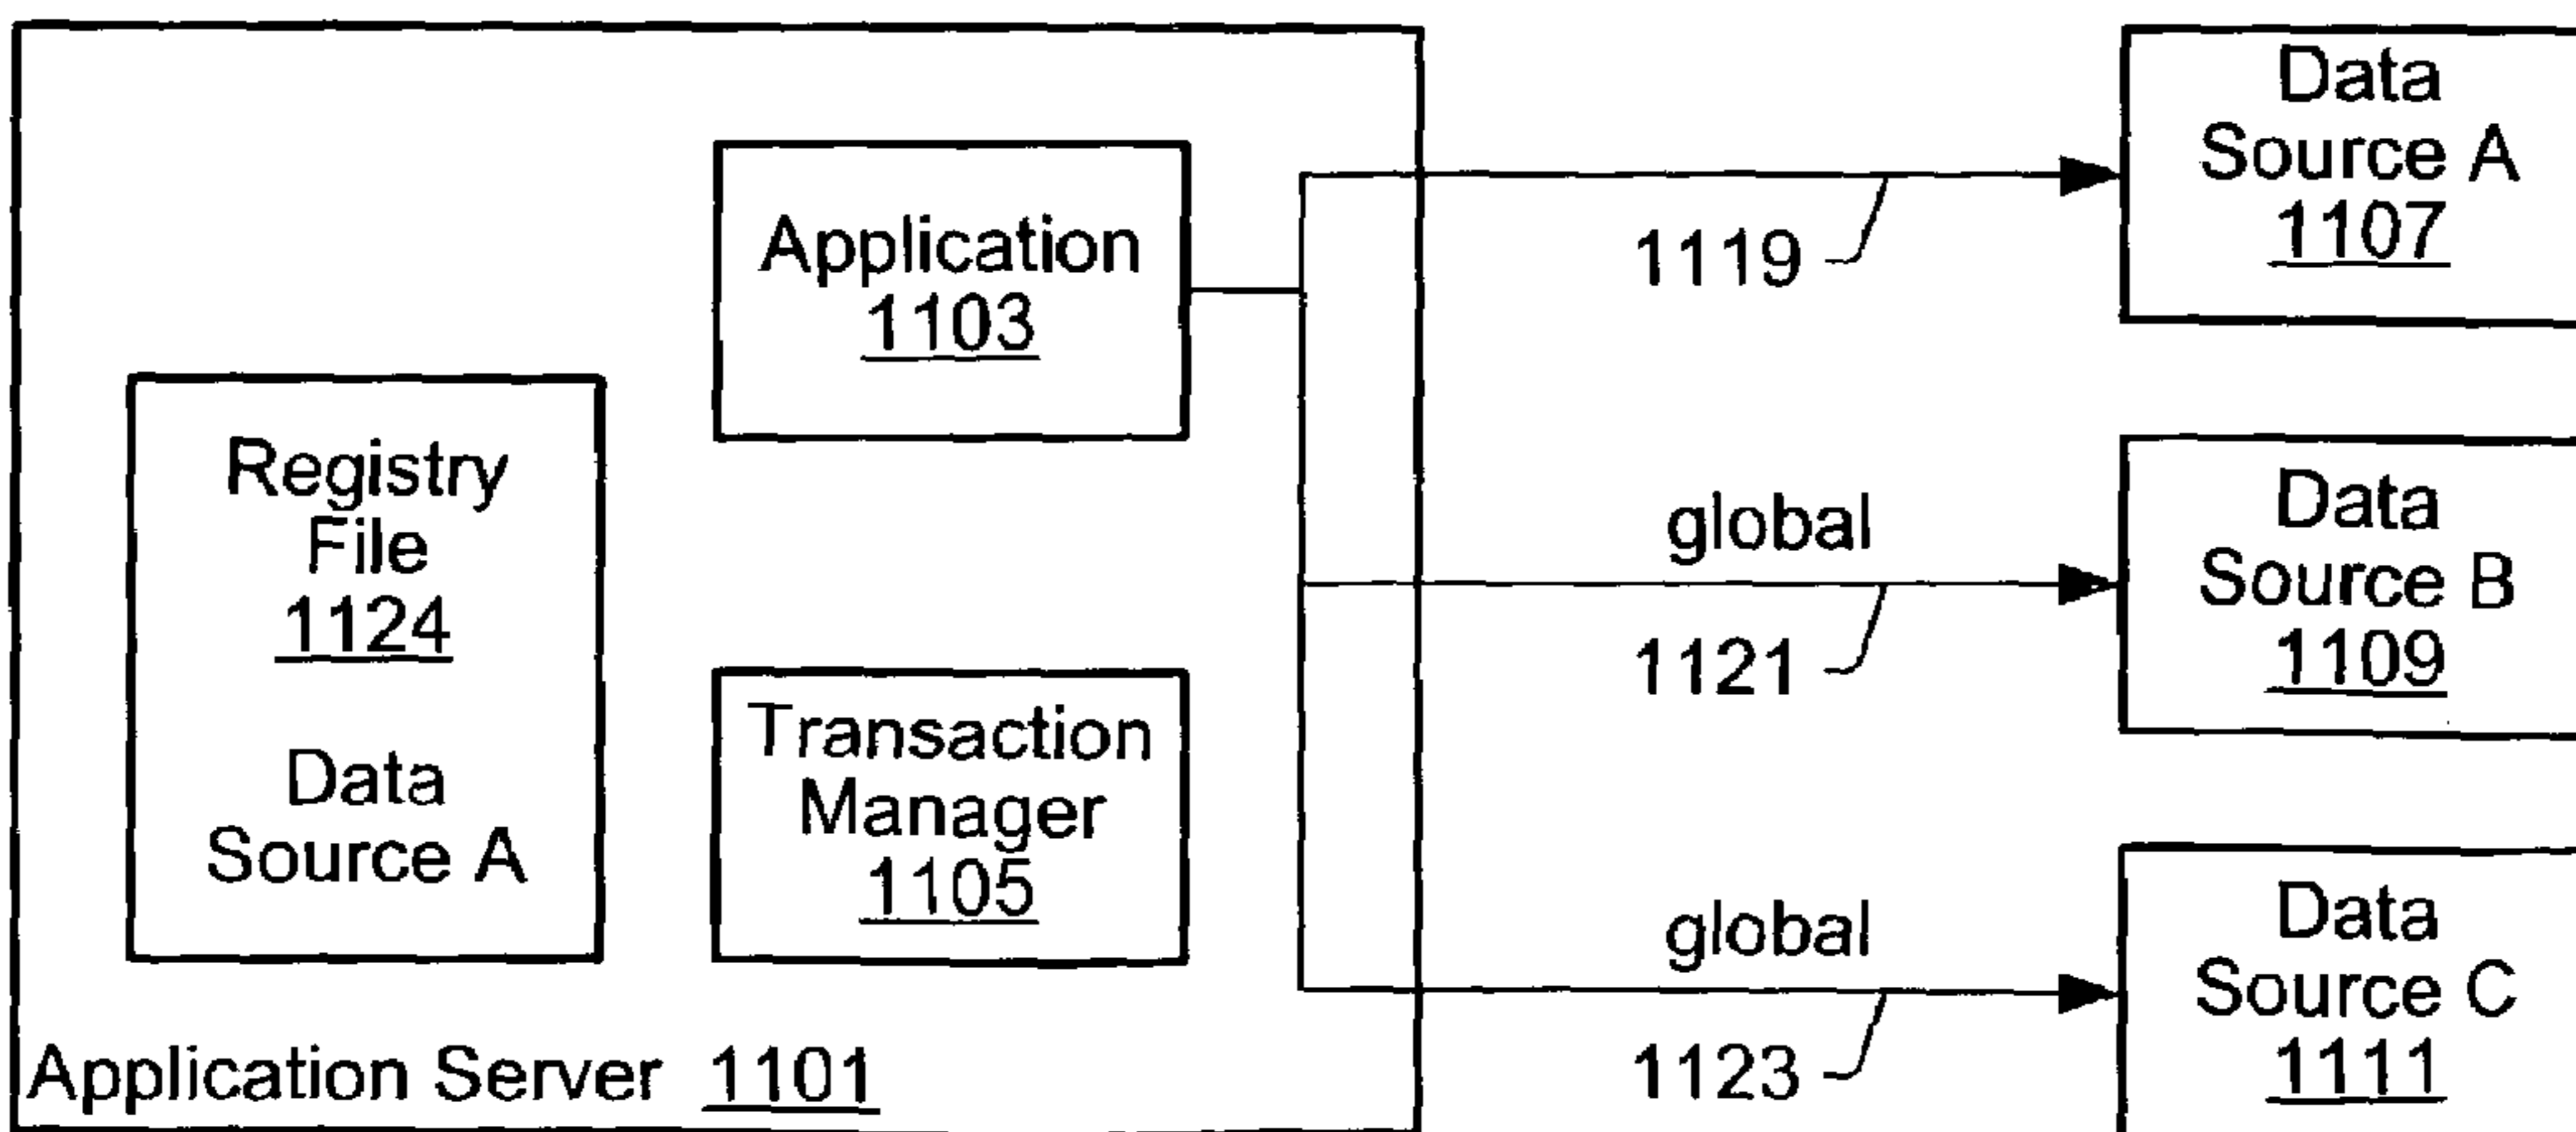 Application
1103
Registry
File
1124
Data
Source A
Transaction
Manager
1105
Application Server 1101
1119
global
1121
global
1123
Data
Source A
1107
Data
Source B
1109
Data
Source C
1111